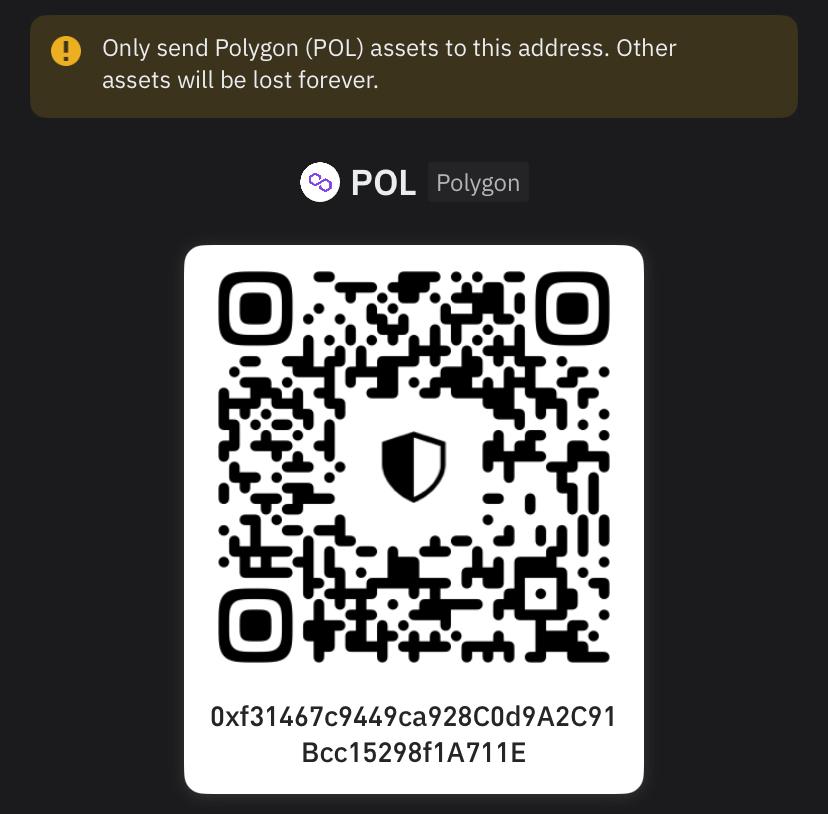 Only send Polygon (POL) assets to this address. Other
assets will be lost forever.
POL Polygon
0xf31467c9449ca928C0d9A2C91
Bcc15298f1A711E